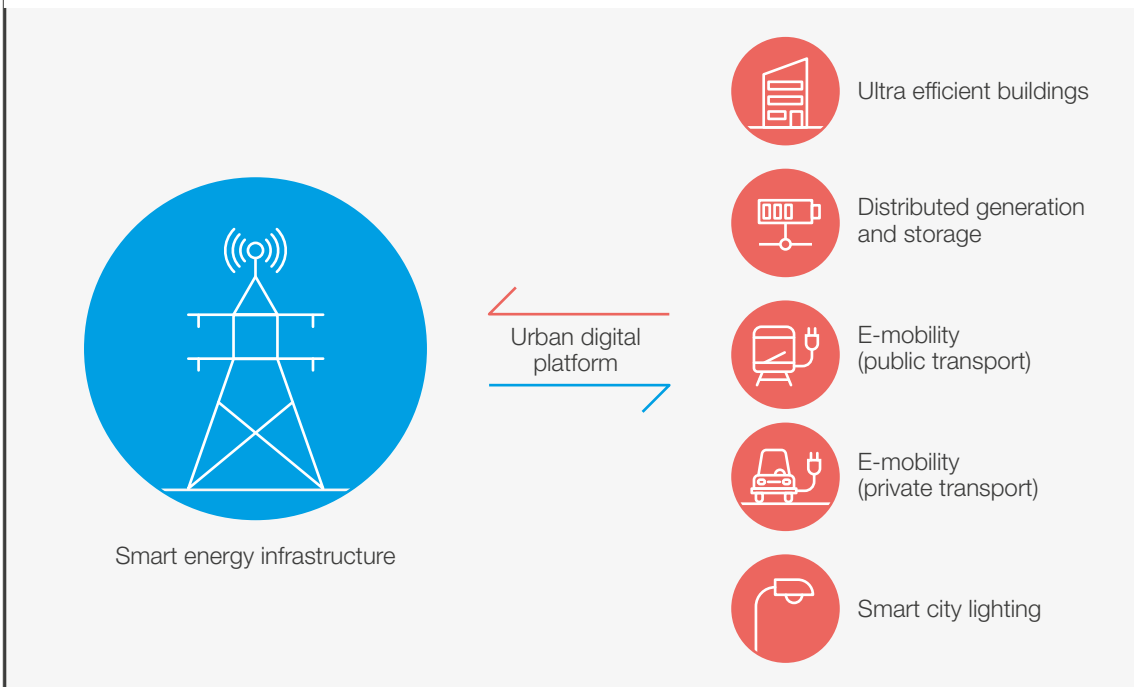 Ultra efficient buildings
Distributed generation
and storage
Urban digital
platform
E-mobility
(public transport)
E-mobility
(private transport)
Smart energy infrastructure
Smart city lighting